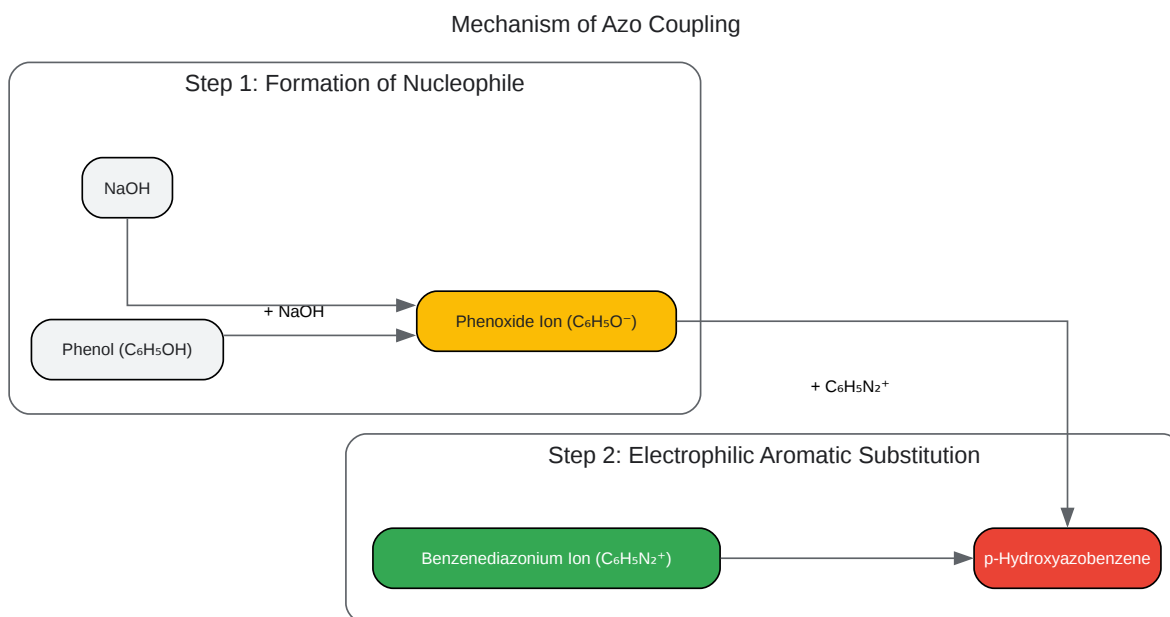 Mechanism of Azo Coupling
Step 1: Formation of Nucleophile
NaOH
+ NaOH
Phenol (C₆H₅OH)
Phenoxide Ion (C₆H₅O⁻)
+ C₆H₅N₂⁺
Step 2: Electrophilic Aromatic Substitution
Benzenediazonium Ion (C₆H₅N₂⁺)
p-Hydroxyazobenzene